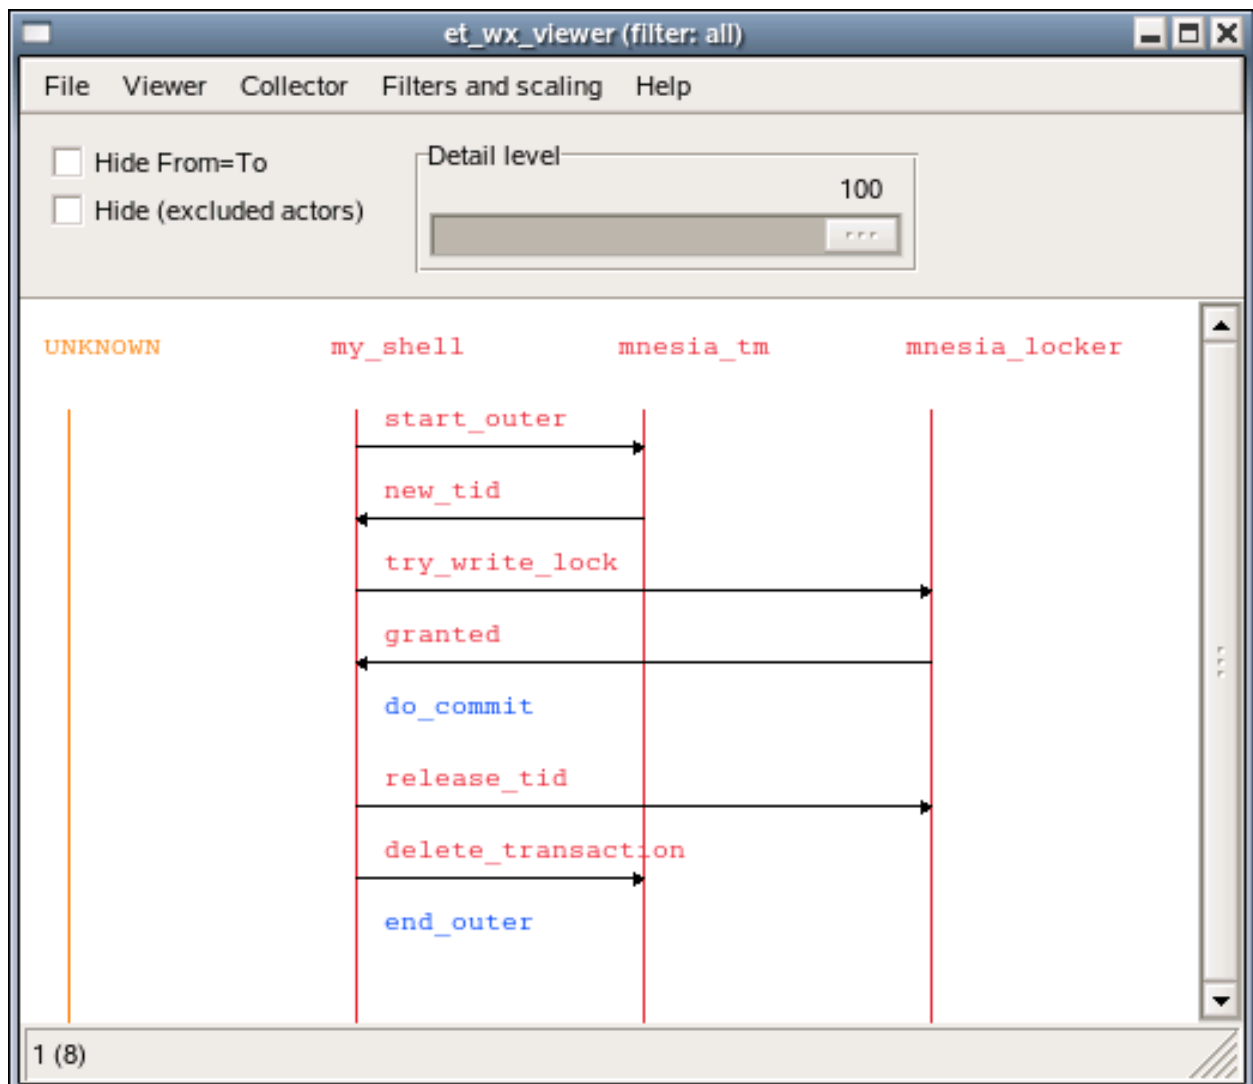 et_wx_viewer (filter: all)
File Viewer Collector Filters and scaling Help
Hide From=To
Hide (excluded actors)
Detail level
100
UNKNOWN my_shell mnesia_tm mnesia_locker
start_outer
new_tid
try_write_lock
granted
do_commit
release_tid
delete_transaction
end_outer
1 (8)